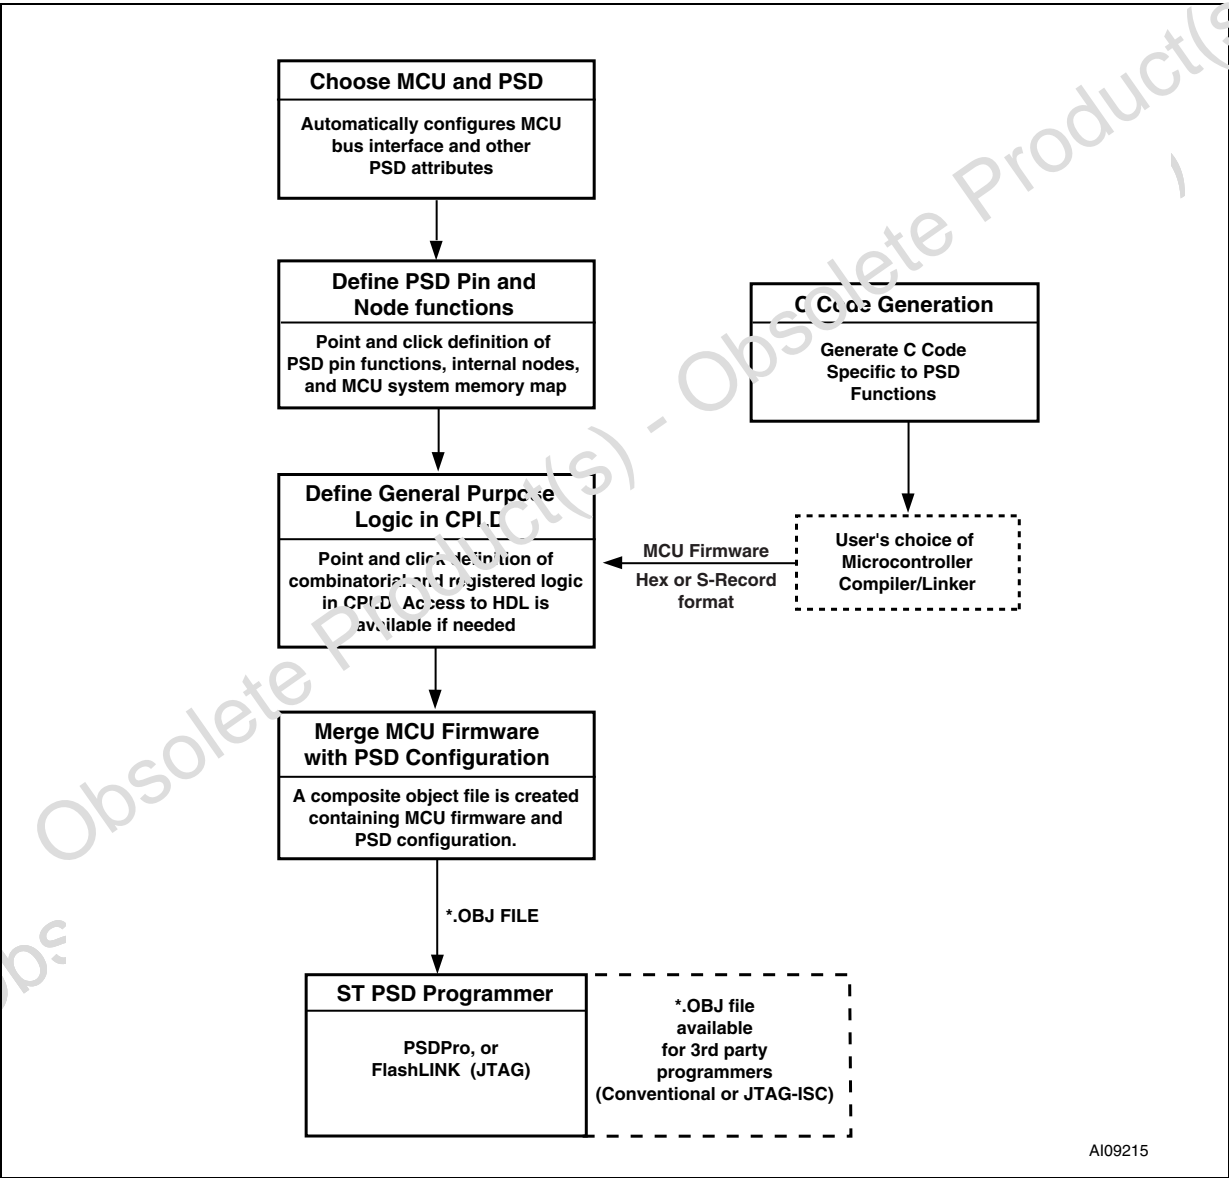 Choose MCU and PSD
Automatically configures MCU
bus interface and other
PSD attributes
Define PSD Pin and
Node functions
Point and click definition of
PSD pin functions, internal nodes,
and MCU system memory map
C Code Generation
Generate C Code
Specific to PSD
Functions
Define General Purpose
Logic in CPLD
Point and click definition of
combinatorial and registered logic
in CPLD. Access to HDL is
available if needed
MCU Firmware
Hex or S-Record
format
User's choice of
Microcontroller
Compiler/Linker
Merge MCU Firmware
with PSD Configuration
A composite object file is created
containing MCU firmware and
PSD configuration.
*.OBJ FILE
ST PSD Programmer
PSDPro, or
FlashLINK (JTAG)
*.OBJ file
available
for 3rd party
programmers
(Conventional or JTAG-ISC)
AI09215
Obsolete Product(s) - Obsolete Product(s